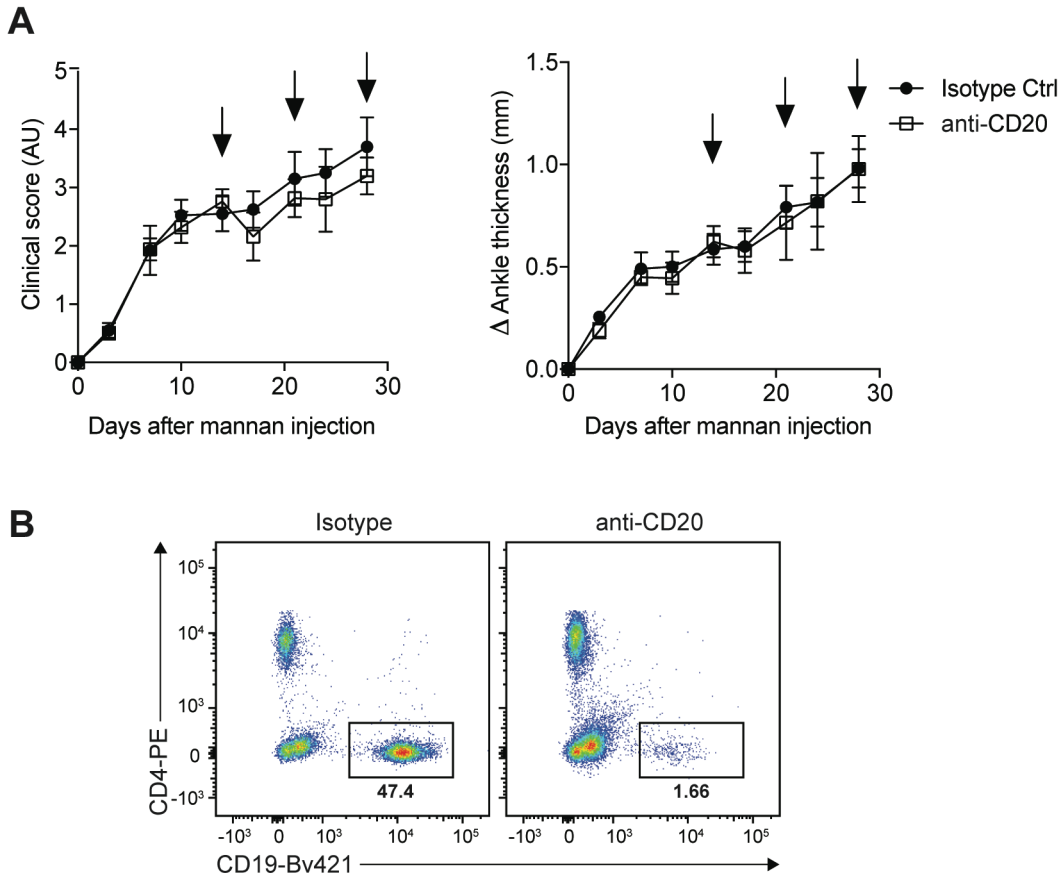 A
Clinical score (AU)
5
4
3
2
1
0
0 10 20 30
Days after mannan injection
Δ Ankle thickness (mm)
1.5
1.0
0.5
0.0
0 10 20 30
Days after mannan injection
Isotype Ctrl
anti-CD20
B
Isotype
anti-CD20
CD4-PE
10⁵
10⁴
10³
0
-10³
47.4
1.66
-10³ 0 10³ 10⁴ 10⁵
-10³ 0 10³ 10⁴ 10⁵
CD19-Bv421